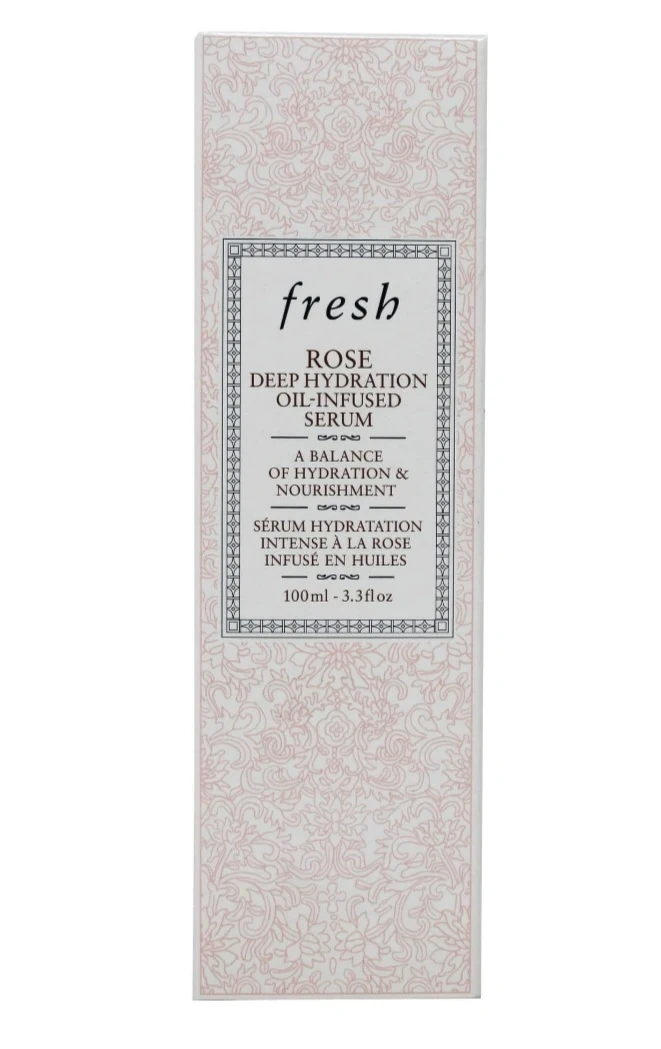 fresh
ROSE
DEEP HYDRATION
OIL-INFUSED
SERUM
A BALANCE
OF HYDRATION &
NOURISHMENT
SÉRUM HYDRATATION
INTENSE À LA ROSE
INFUSÉ EN HUILES
100ml - 3.3fl oz